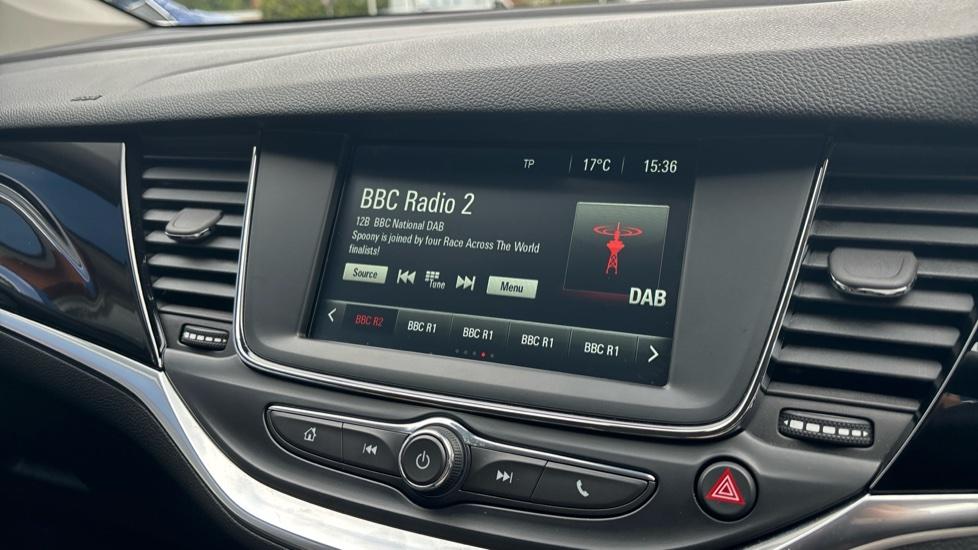 TP 17°C 15:36
BBC Radio 2
12B BBC National DAB
Spoony is joined by four Race Across The World
finalists!
Source Tune Menu
DAB
BBC R2 BBC R1 BBC R1 BBC R1 BBC R1